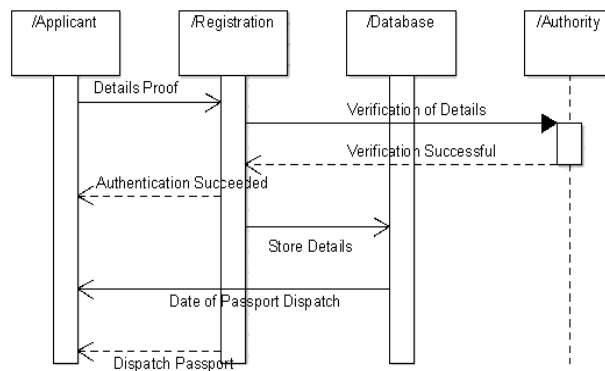 /Applicant
/Registration
/Database
/Authority
Details Proof
Verification of Details
Verification Successful
Authentication Succeeded
Store Details
Date of Passport Dispatch
Dispatch Passport